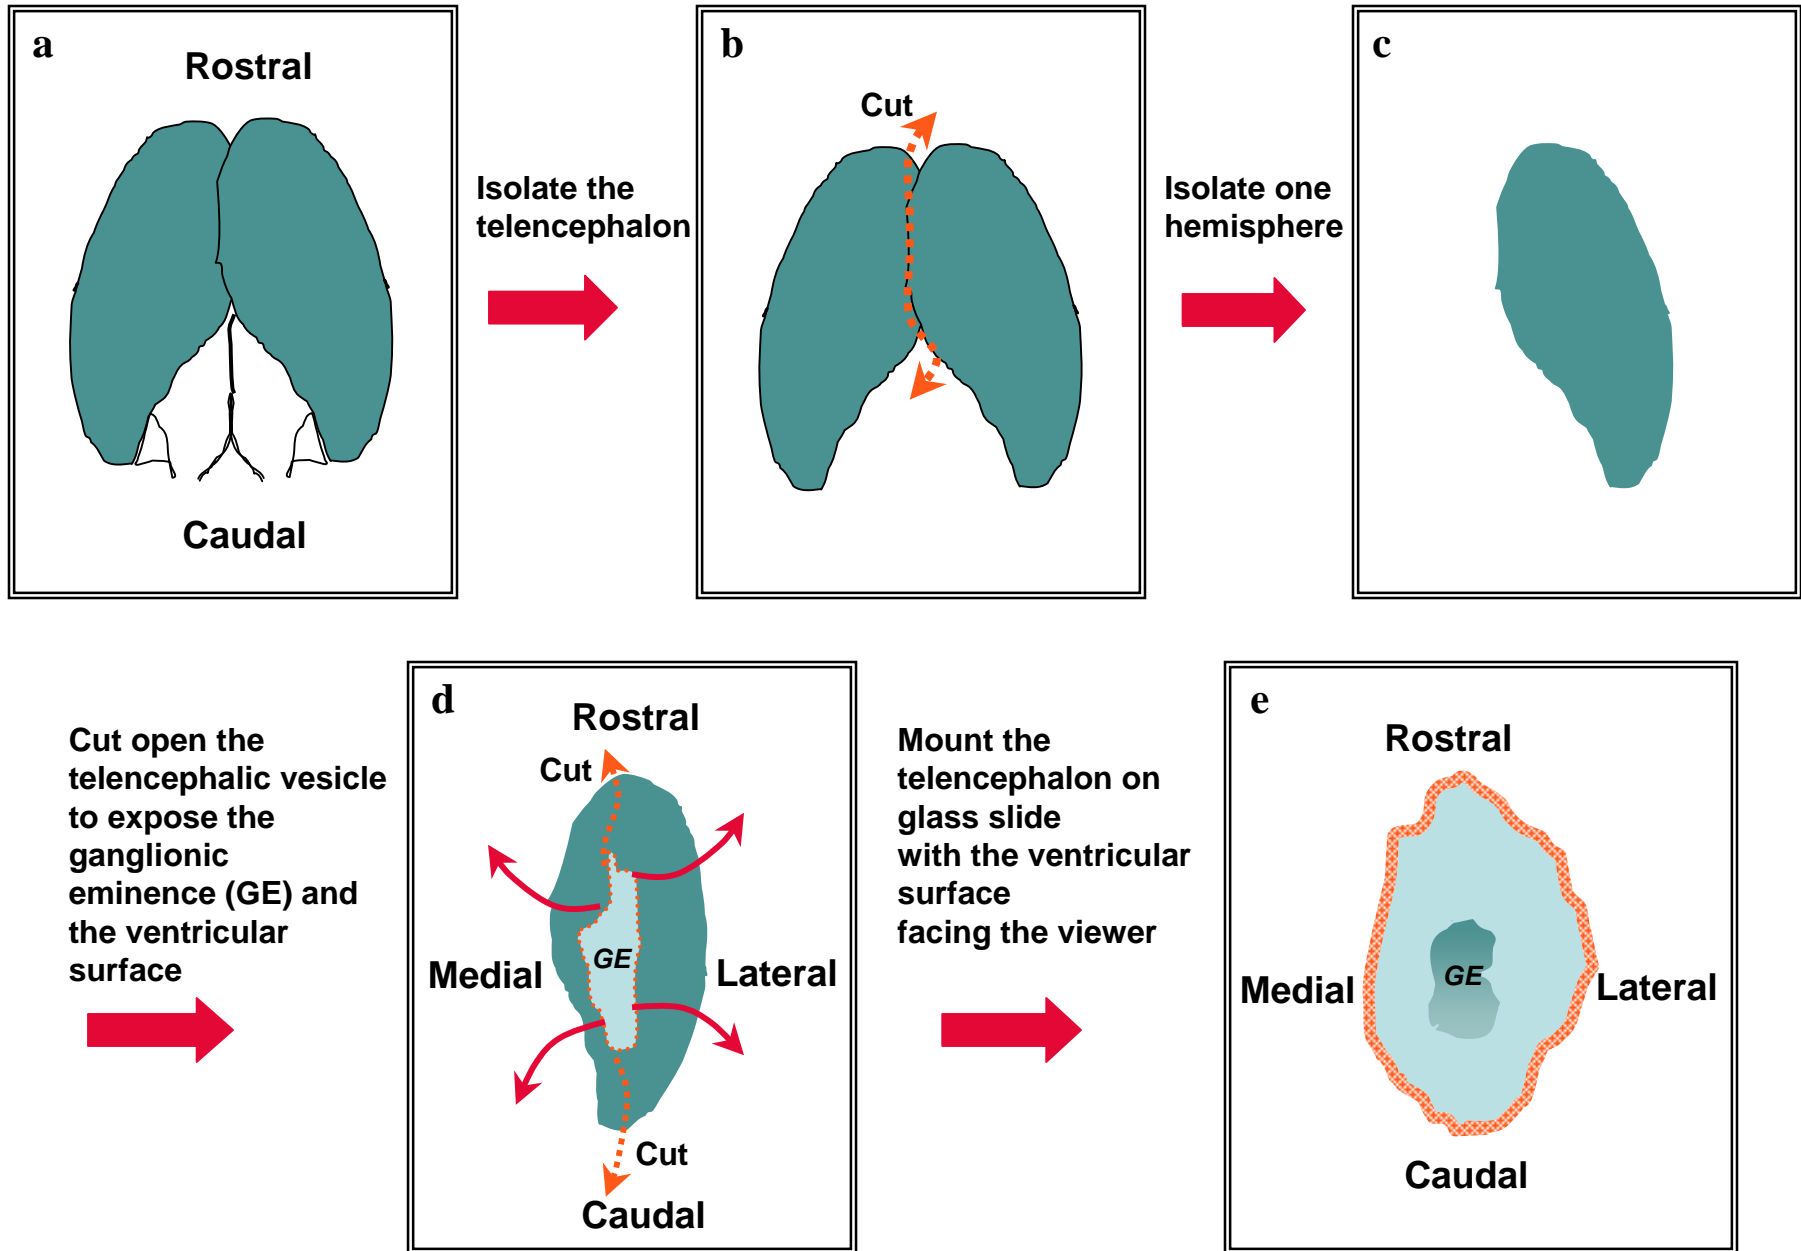 a
Rostral
Caudal
Isolate the
telencephalon
b
Cut
Isolate one
hemisphere
c
Cut open the
telencephalic vesicle
to expose the
ganglionic
eminence (GE) and
the ventricular
surface
d
Rostral
Cut
GE
Medial
Lateral
Cut
Caudal
Mount the
telencephalon on
glass slide
with the ventricular
surface
facing the viewer
e
Rostral
GE
Medial
Lateral
Caudal